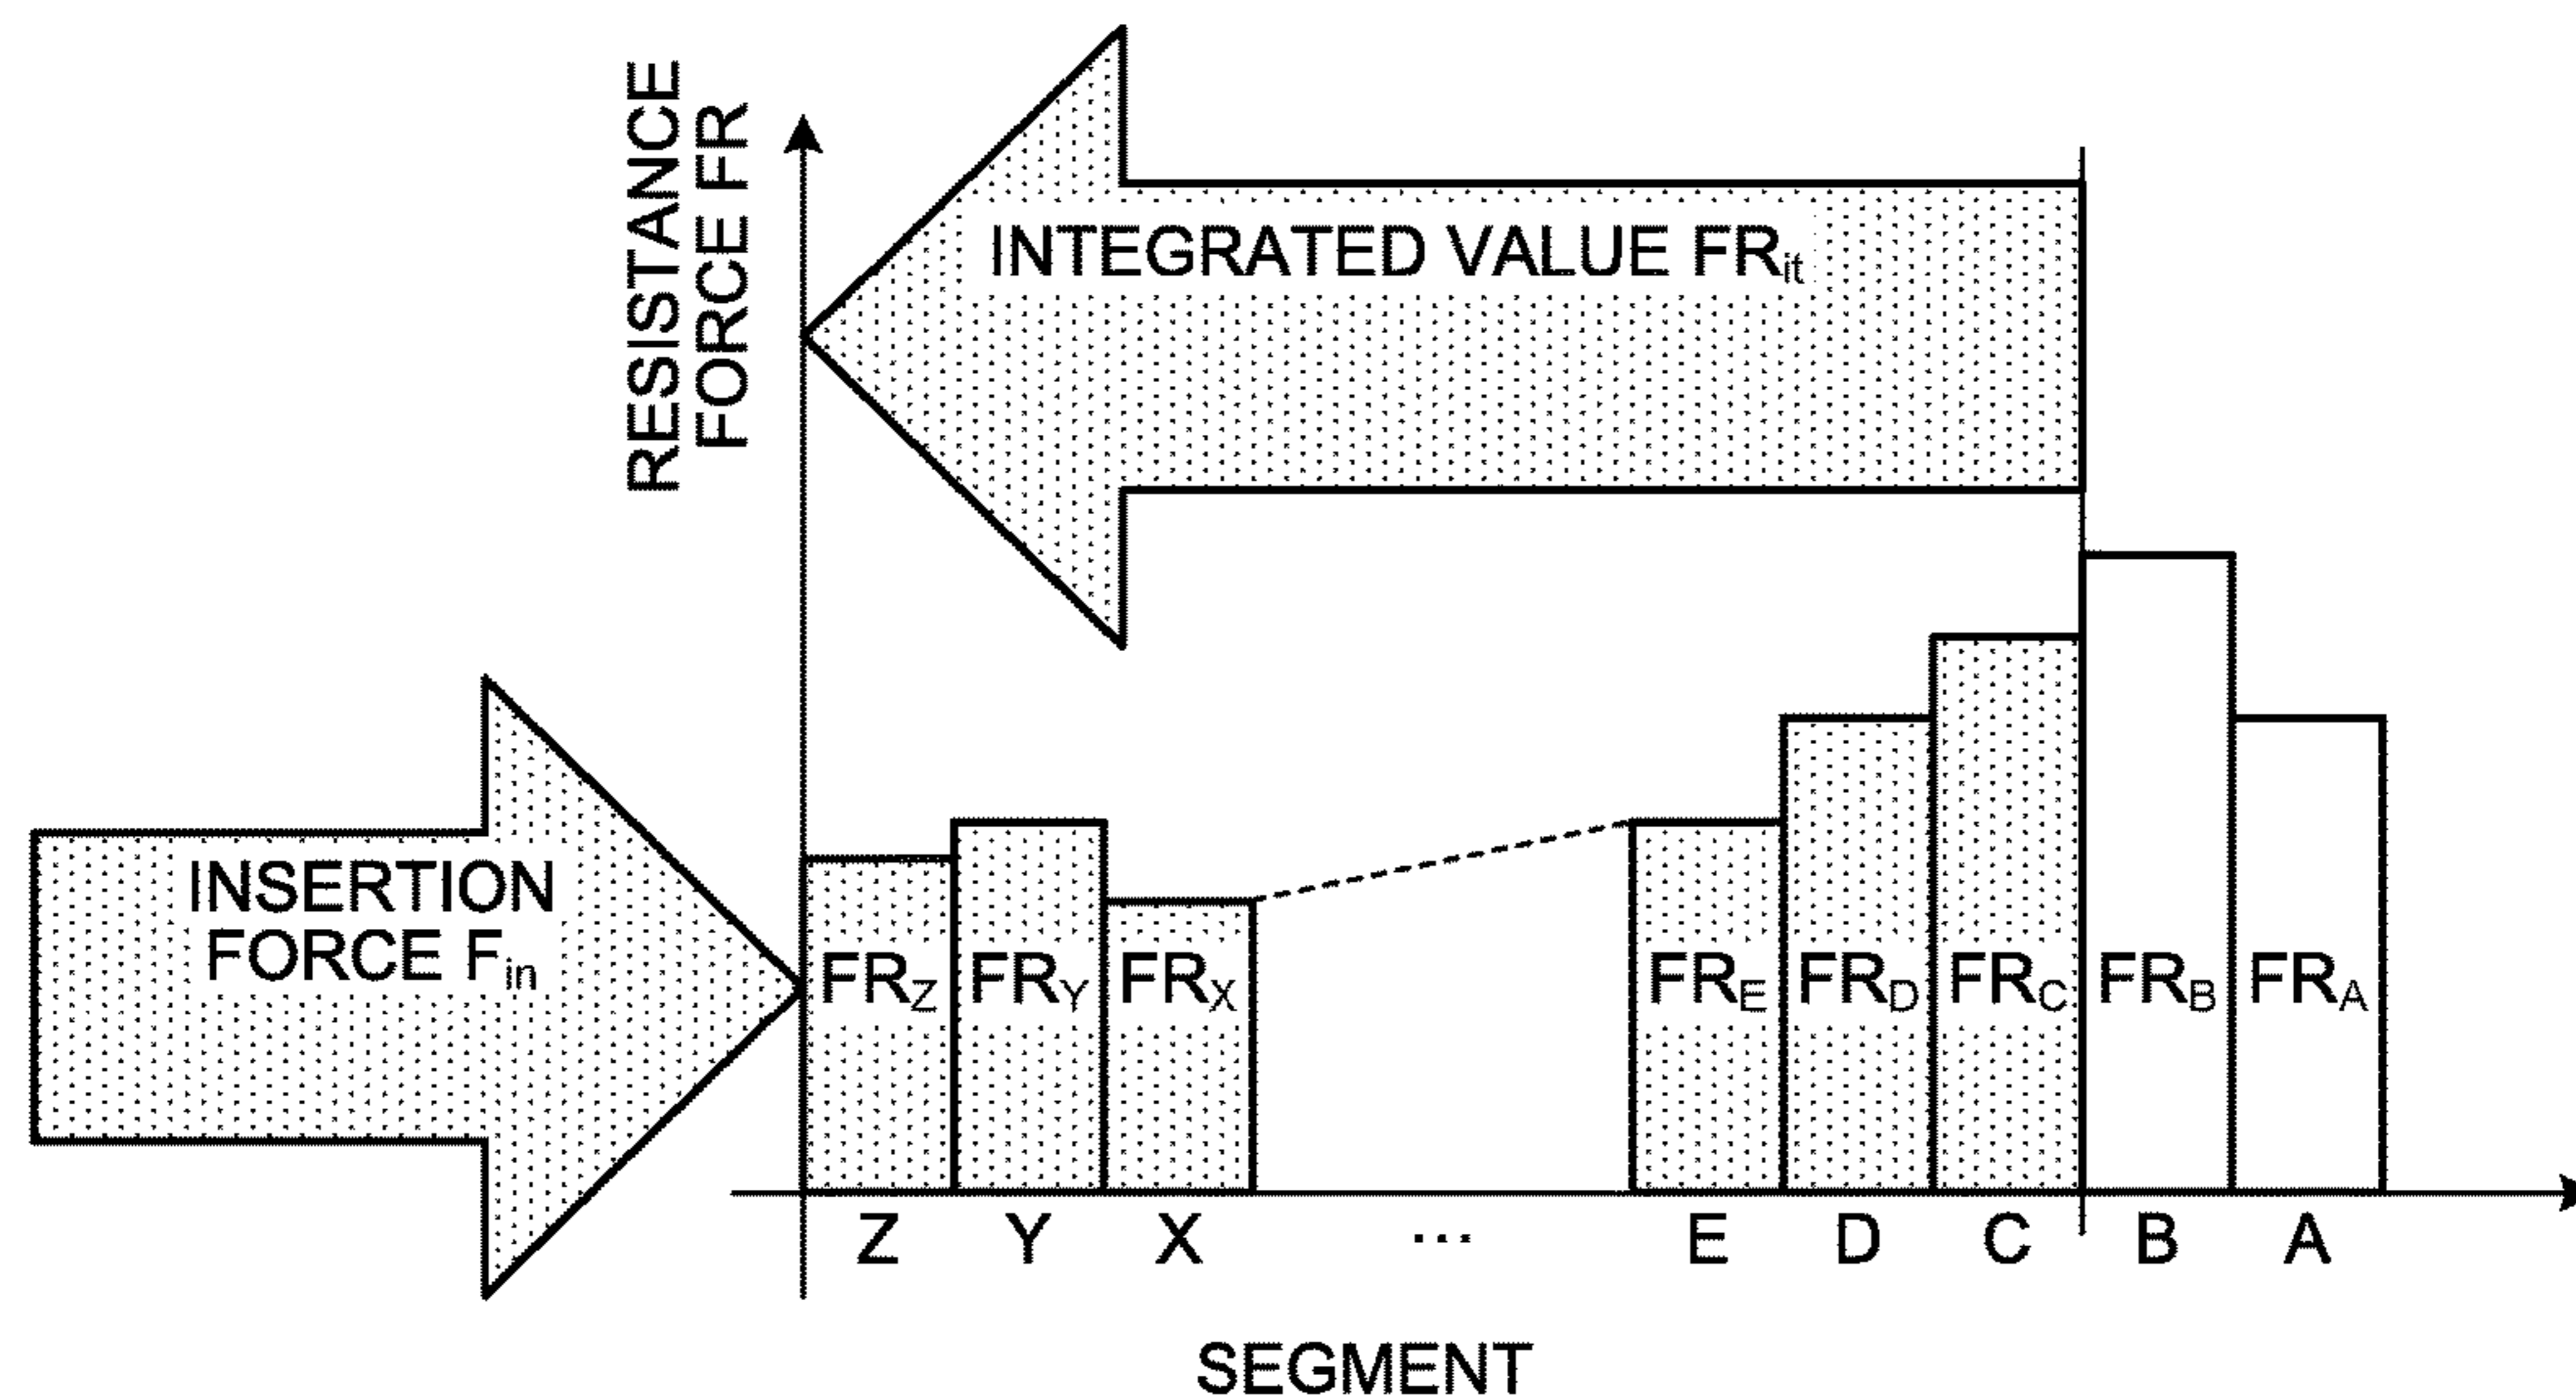 RESISTANCE
FORCE FR
INTEGRATED VALUE FRit
INSERTION
FORCE Fin
FRZ FRY FRX FRE FRD FRC FRB FRA
Z Y X ... E D C B A
SEGMENT